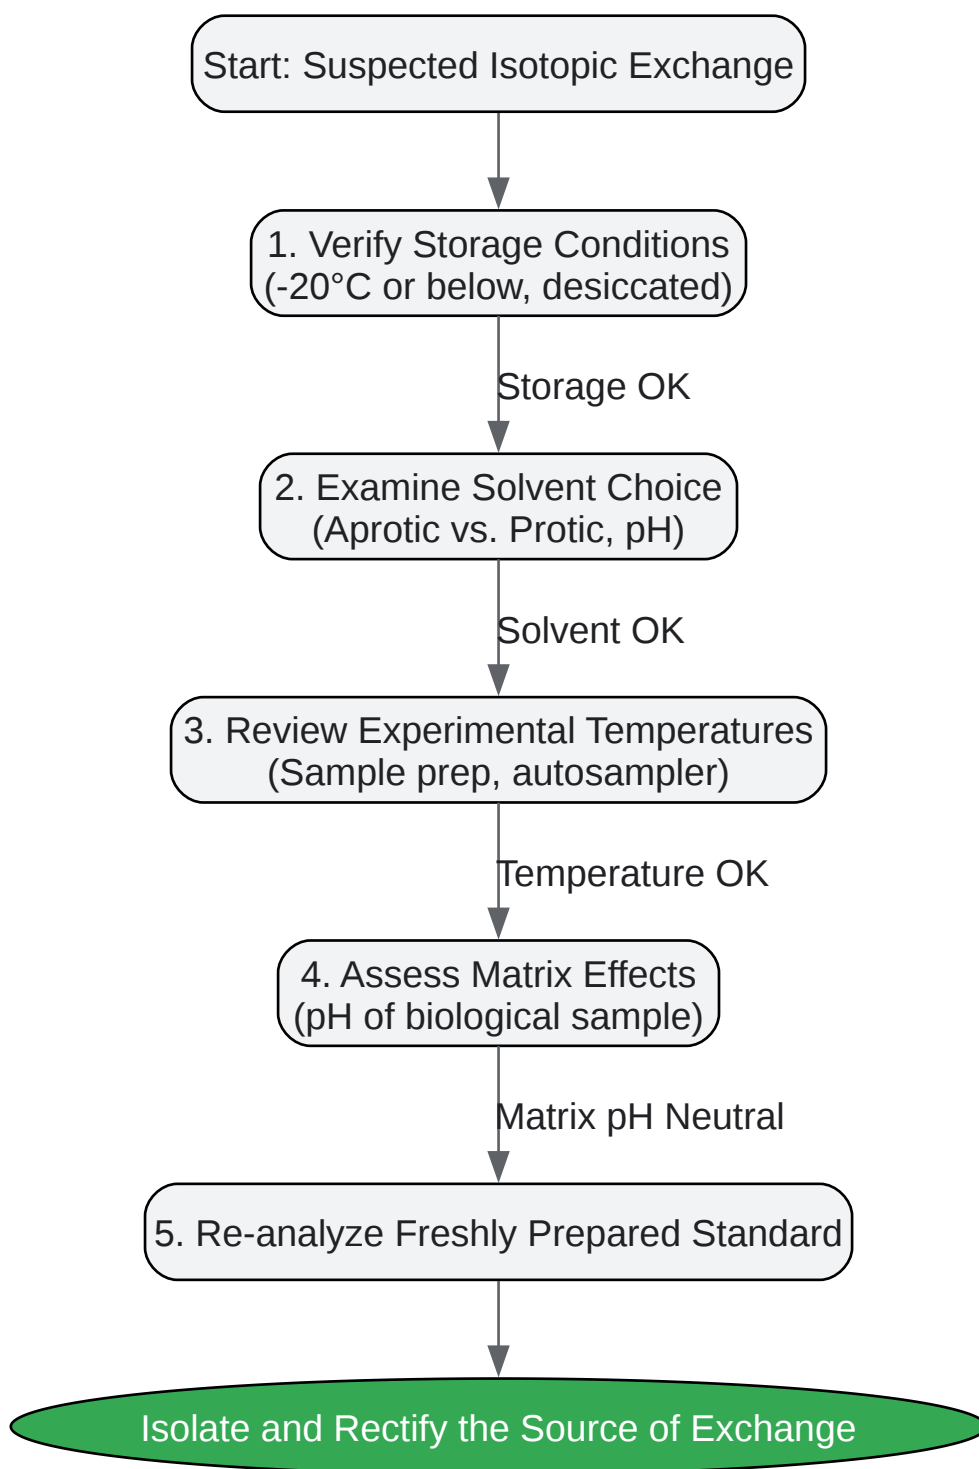 Start: Suspected Isotopic Exchange
1. Verify Storage Conditions
(-20°C or below, desiccated)
Storage OK
2. Examine Solvent Choice
(Aprotic vs. Protic, pH)
Solvent OK
3. Review Experimental Temperatures
(Sample prep, autosampler)
Temperature OK
4. Assess Matrix Effects
(pH of biological sample)
Matrix pH Neutral
5. Re-analyze Freshly Prepared Standard
Isolate and Rectify the Source of Exchange